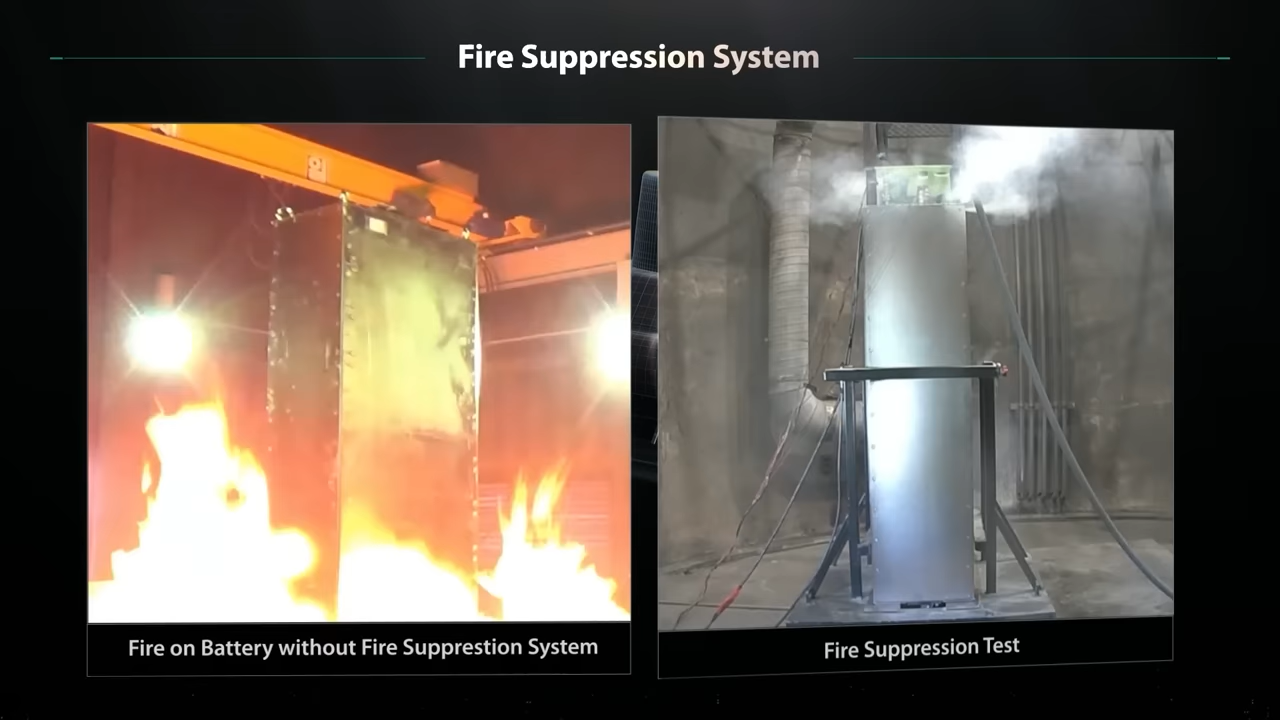 Fire Suppression System
Fire on Battery without Fire Supprestion System
Fire Suppression Test